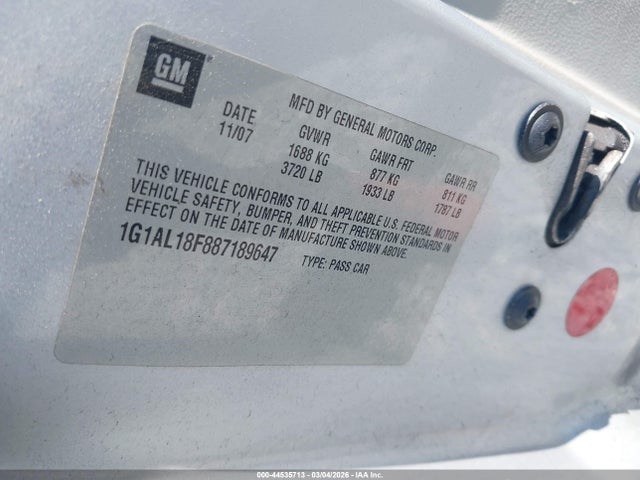 GM
MFD BY GENERAL MOTORS CORP.
DATE GVWR GAWR FRT GAWR RR
11/07 1688 KG 877 KG 811 KG
3720 LB 1933 LB 1787 LB
THIS VEHICLE CONFORMS TO ALL APPLICABLE U.S. FEDERAL MOTOR
VEHICLE SAFETY, BUMPER, AND THEFT PREVENTION STANDARDS IN
EFFECT ON THE DATE OF MANUFACTURE SHOWN ABOVE.
1G1AL18F887189647 TYPE: PASS CAR
000-44535713 - 03/04/2026 - IAAI, Inc.